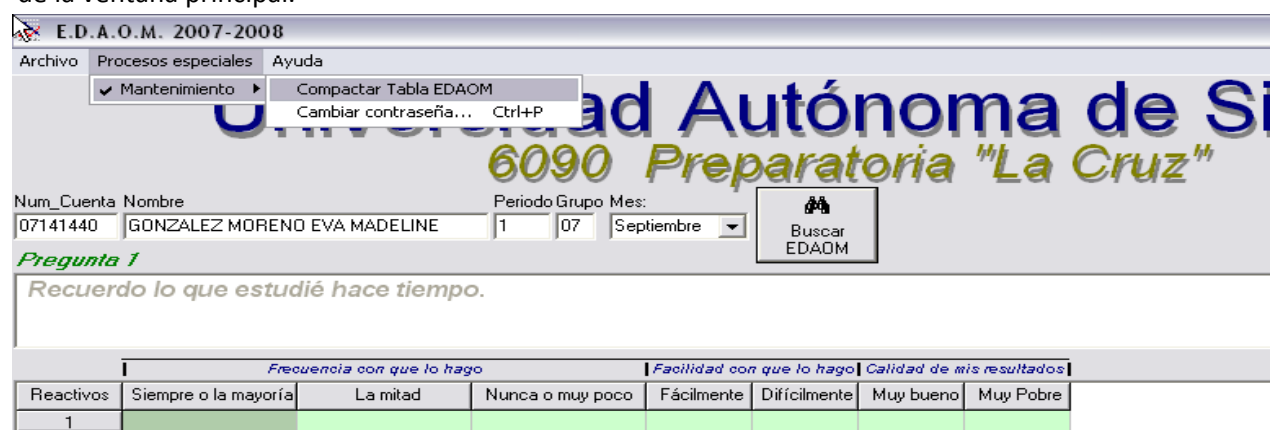 de la ventana principal.
E.D.A.O.M. 2007-2008
Archivo Procesos especiales Ayuda
Mantenimiento Compactar Tabla EDAOM
Cambiar contraseña... Ctrl+P
Autónoma de Si
6090 Preparatoria "La Cruz"
Num_Cuenta Nombre Periodo Grupo Mes:
07141440 GONZALEZ MORENO EVA MADELINE 1 07 Septiembre
Buscar
EDAOM
Pregunta 1
Recuerdo lo que estudié hace tiempo.
Frecuencia con que lo hago Facilidad con que lo hago Calidad de mis resultados
Reactivos Siempre o la mayoría La mitad Nunca o muy poco Fácilmente Difícilmente Muy bueno Muy Pobre
1